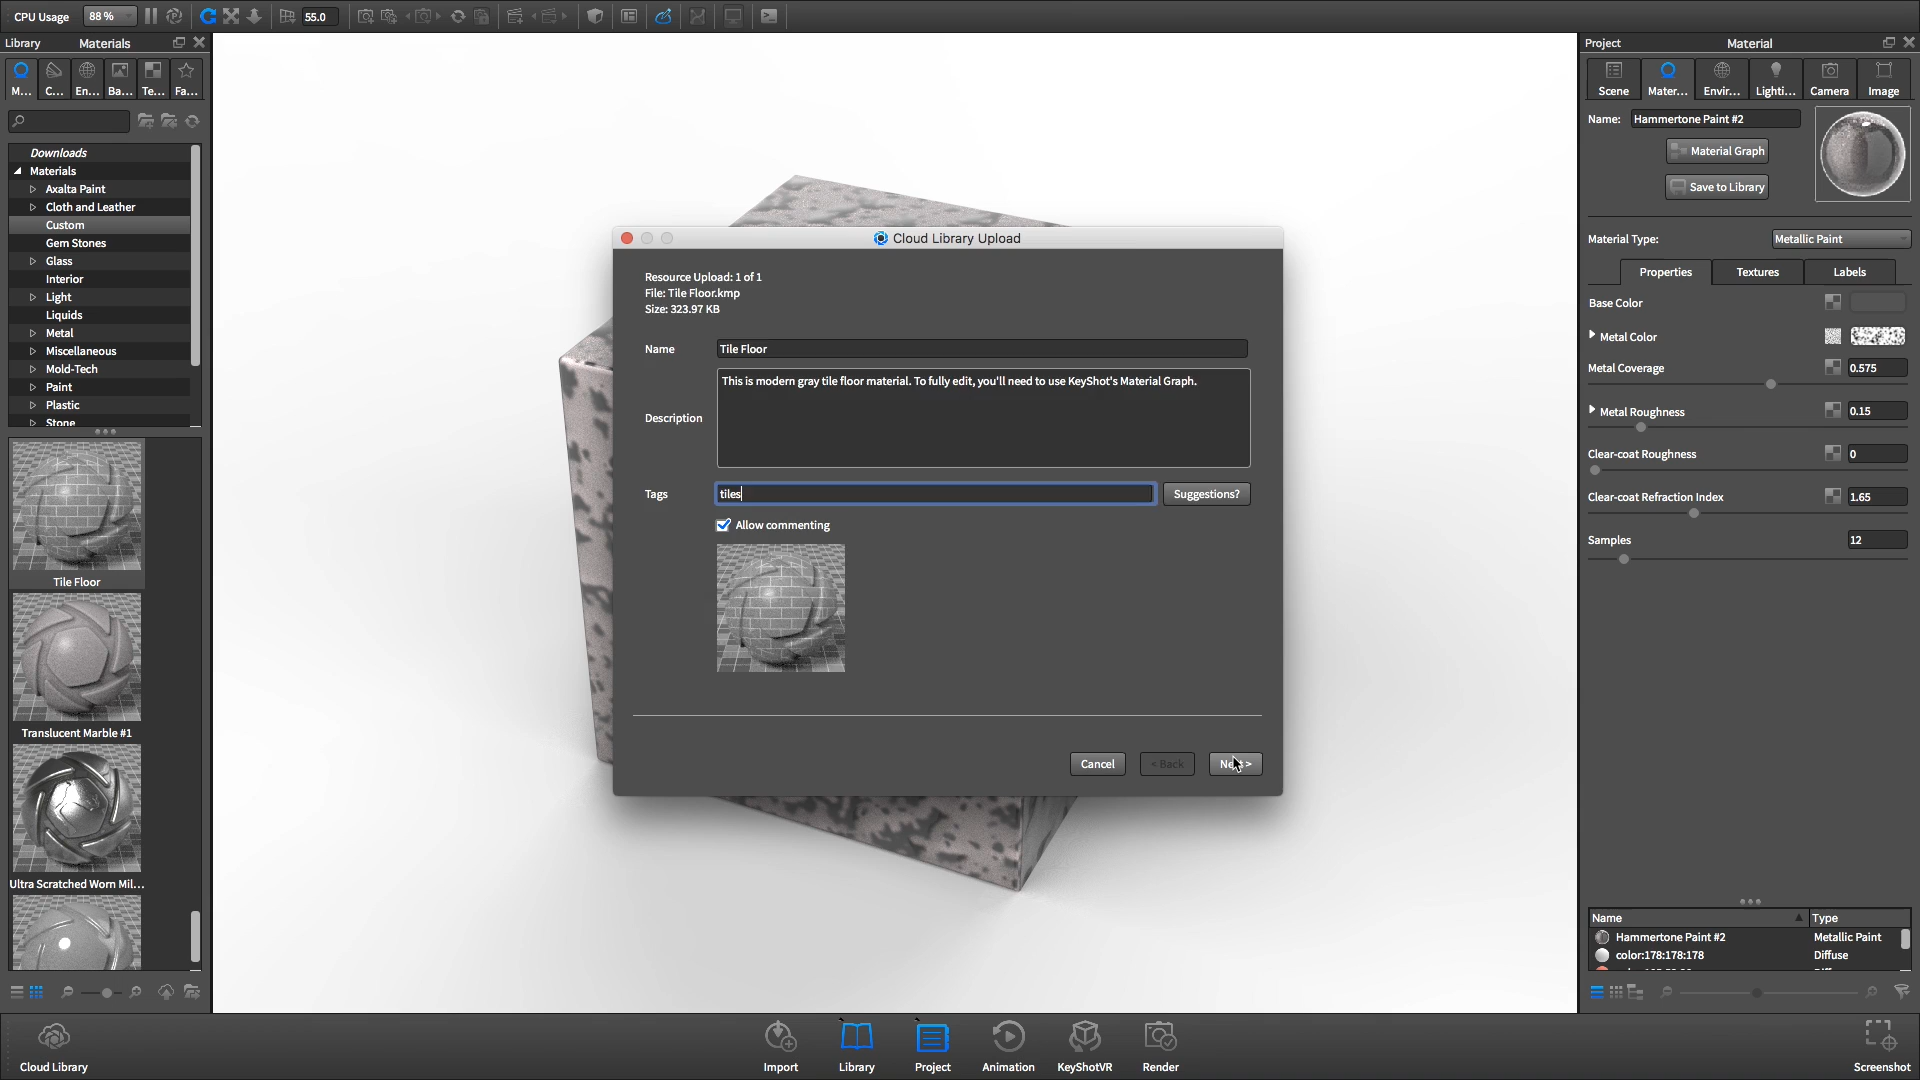 CPU Usage
88 %
55.0
Library
Materials
Project
Material
M...
C...
En...
Ba...
Te...
Fa...
Scene
Mater...
Envir...
Lighti...
Camera
Image
Downloads
Materials
Axalta Paint
Cloth and Leather
Custom
Gem Stones
Glass
Interior
Light
Liquids
Metal
Miscellaneous
Mold-Tech
Paint
Plastic
Stone
Tile Floor
Translucent Marble #1
Ultra Scratched Worn Mil...
Cloud Library Upload
Resource Upload: 1 of 1
File: Tile Floor.kmp
Size: 323.97 KB
Name
Tile Floor
Description
This is modern gray tile floor material. To fully edit, you'll need to use KeyShot's Material Graph.
Tags
tiles
Suggestions?
Allow commenting
Cancel
< Back
Next >
Name:
Hammertone Paint #2
Material Graph
Save to Library
Material Type:
Metallic Paint
Properties
Textures
Labels
Base Color
Metal Color
Metal Coverage
0.575
Metal Roughness
0.15
Clear-coat Roughness
0
Clear-coat Refraction Index
1.65
Samples
12
Name
Type
Hammertone Paint #2
Metallic Paint
color:178:178:178
Diffuse
Cloud Library
Import
Library
Project
Animation
KeyShotVR
Render
Screenshot